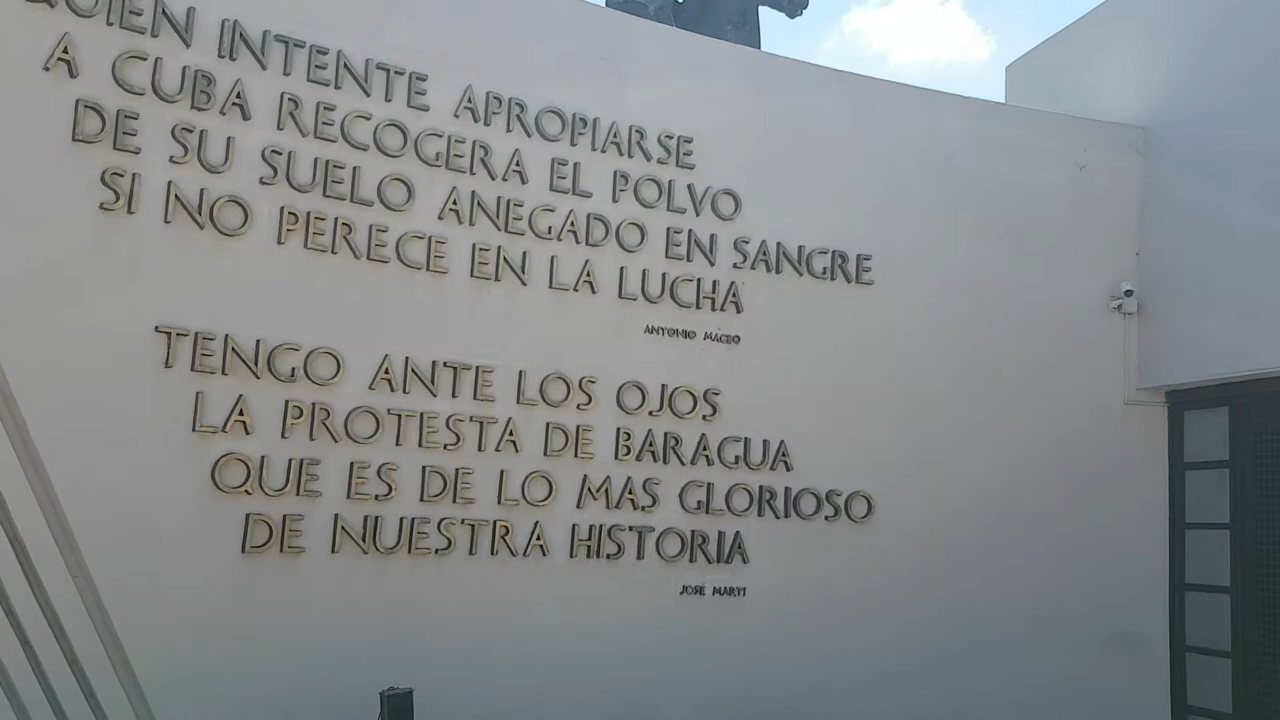 QUIEN INTENTE APROPIARSE
A CUBA RECOGERA EL POLVO
DE SU SUELO ANEGADO EN SANGRE
SI NO PERECE EN LA LUCHA
ANTONIO MACEO
TENGO ANTE LOS OJOS
LA PROTESTA DE BARAGUA
QUE ES DE LO MAS GLORIOSO
DE NUESTRA HISTORIA
JOSÉ MARTI